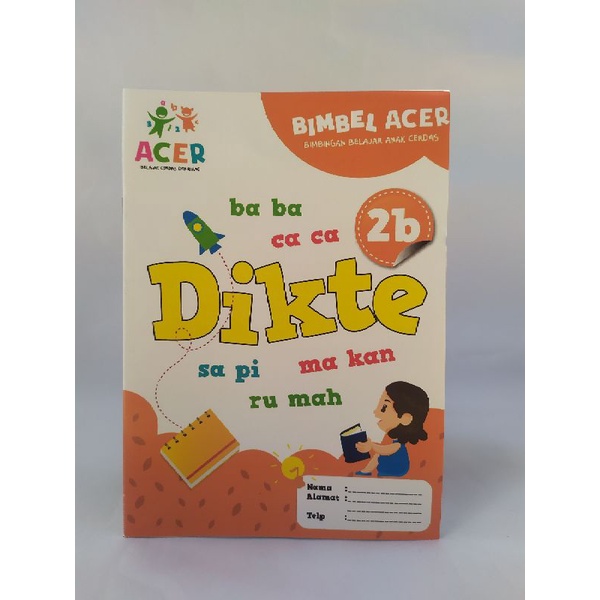 BIMBEL ACER
BIMBINGAN BELAJAR ANAK CERDAS
ACER
ba ba
2b
ca ca
Dikte
sa pi
ma kan
ru mah
Nama :
Alamat :
Telp :